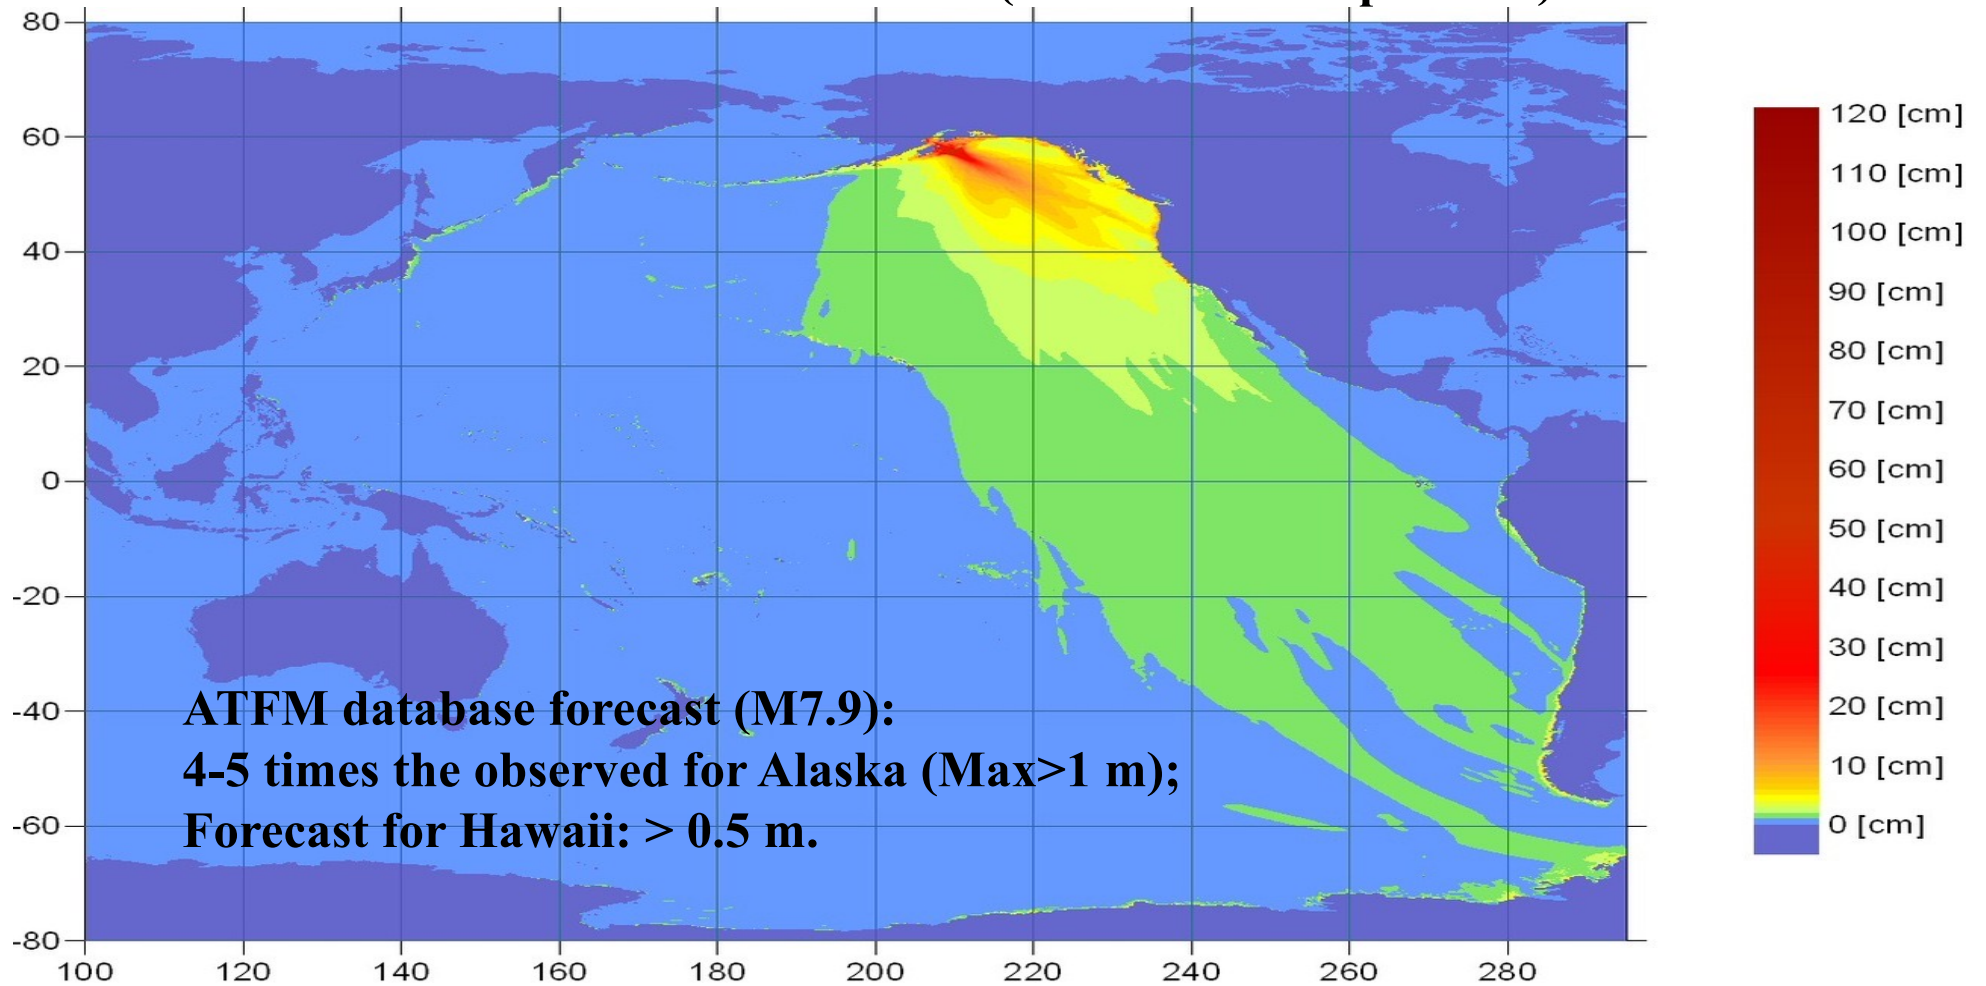 80
60
40
20
0
-20
-40
-60
-80
100 120 140 160 180 200 220 240 260 280
120 [cm]
110 [cm]
100 [cm]
90 [cm]
80 [cm]
70 [cm]
60 [cm]
50 [cm]
40 [cm]
30 [cm]
20 [cm]
10 [cm]
0 [cm]
ATFM database forecast (M7.9):
4-5 times the observed for Alaska (Max>1 m);
Forecast for Hawaii: > 0.5 m.